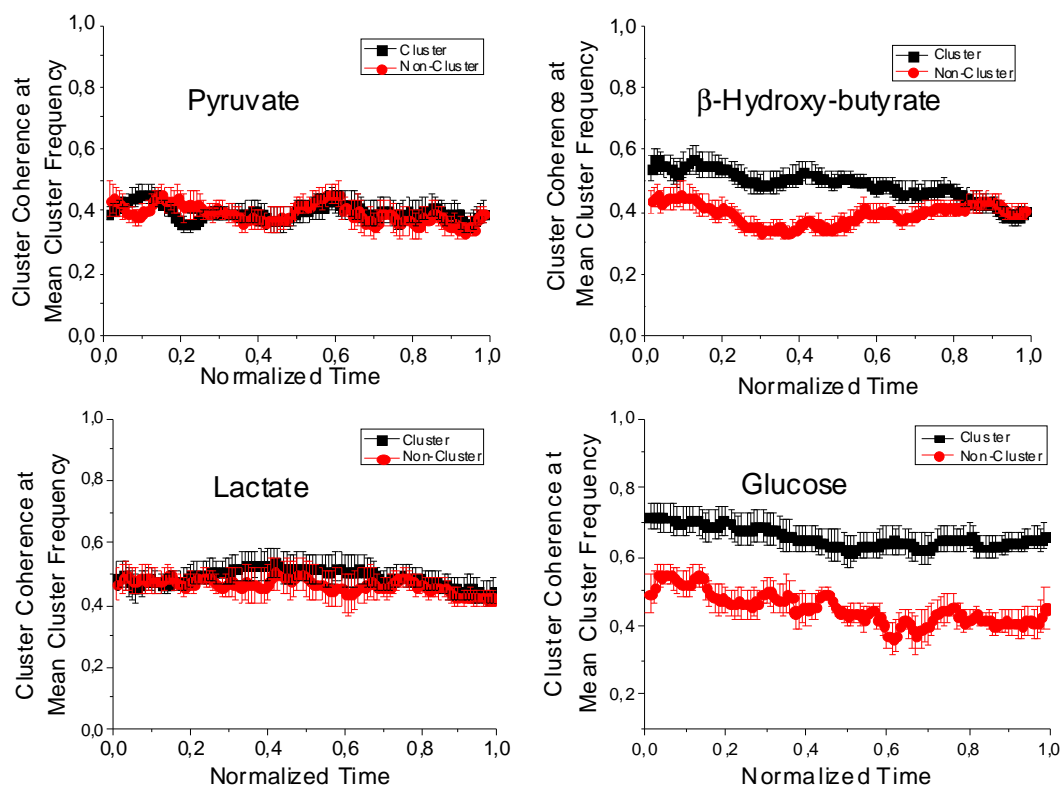 Cluster Coherence at
Mean Cluster Frequency
1,0
0,8
0,6
0,4
0,2
0,0
Cluster
Non-Cluster
Pyruvate
0,0 0,2 0,4 0,6 0,8 1,0
Normalized Time
Cluster Coherence at
Mean Cluster Frequency
1,0
0,8
0,6
0,4
0,2
0,0
Cluster
Non-Cluster
β-Hydroxy-butyrate
0,0 0,2 0,4 0,6 0,8 1,0
Normalized Time
Cluster Coherence at
Mean Cluster Frequency
1,0
0,8
0,6
0,4
0,2
0,0
Cluster
Non-Cluster
Lactate
0,0 0,2 0,4 0,6 0,8 1,0
Normalized Time
Cluster Coherence at
Mean Cluster Frequency
1,0
0,8
0,6
0,4
0,2
Cluster
Non-Cluster
Glucose
0,0 0,2 0,4 0,6 0,8 1,0
Normalized Time